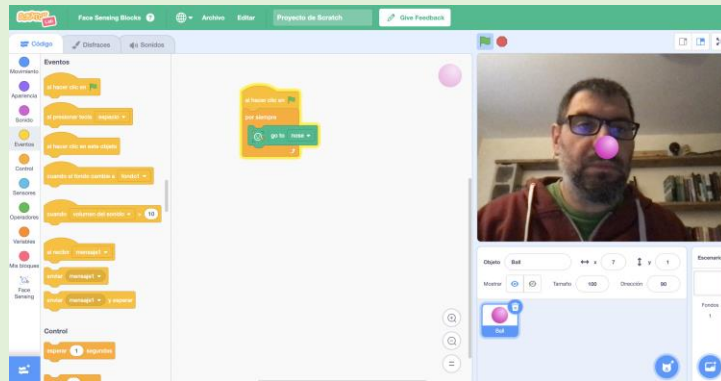 SCRATCH Lab
Face Sensing Blocks
Archivo
Editar
Proyecto de Scratch
Give Feedback
Código
Disfraces
Sonidos
Movimiento
Apariencia
Sonido
Eventos
Control
Sensores
Operadores
Variables
Mis bloques
Face Sensing
Eventos
al hacer clic en
al presionar tecla espacio
al hacer clic en este objeto
cuando el fondo cambie a fondo1
cuando volumen del sonido > 10
al recibir mensaje1
enviar mensaje1
enviar mensaje1 y esperar
Control
esperar 1 segundos
al hacer clic en
por siempre
go to nose
Objeto Ball x 7 y 1
Mostrar Tamaño 100 Dirección 90
Ball
Escenario
Fondos
1